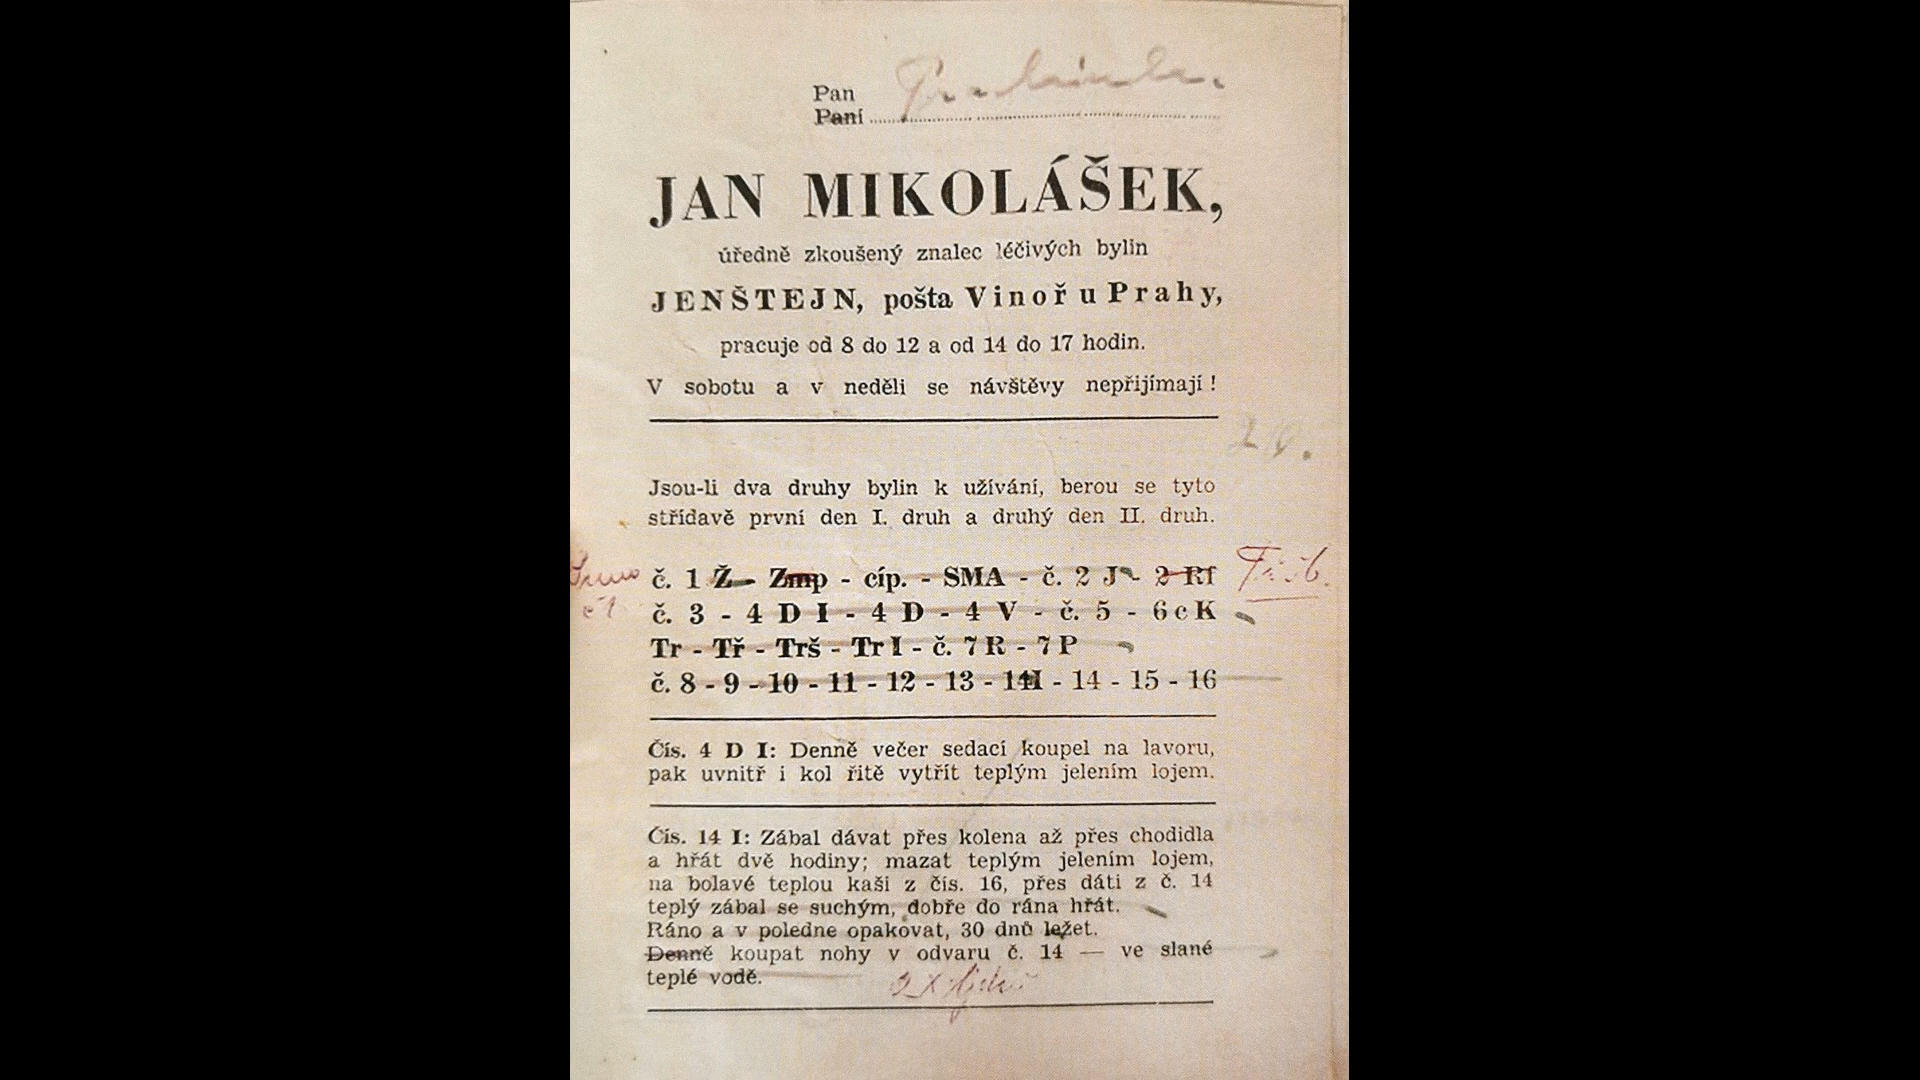 Pan
Paní
JAN MIKOLÁŠEK,
úředně zkoušený znalec léčivých bylin
JENŠTEJN, pošta Vinoř u Prahy,
pracuje od 8 do 12 a od 14 do 17 hodin.
V sobotu a v neděli se návštěvy nepřijímají!
Jsou-li dva druhy bylin k užívání, berou se tyto
střídavě první den I. druh a druhý den II. druh.
č. 1 Ž - Zmp - cíp. - SMA - č. 2 J - 2 Rf
č. 3 - 4 D I - 4 D - 4 V - č. 5 - 6 c K
Tr - Tř - Trš - Tr I - č. 7 R - 7 P
č. 8 - 9 - 10 - 11 - 12 - 13 - 14I - 14 - 15 - 16
Čís. 4 D I: Denně večer sedací koupel na lavoru,
pak uvnitř i kol řitě vytřít teplým jelením lojem.
Čís. 14 I: Zábal dávat přes kolena až přes chodidla
a hřát dvě hodiny; mazat teplým jelením lojem,
na bolavé teplou kaši z čís. 16, přes dáti z č. 14
teplý zábal se suchým, dobře do rána hřát.
Ráno a v poledne opakovat, 30 dnů ležet.
Denně koupat nohy v odvaru č. 14 — ve slané
teplé vodě.